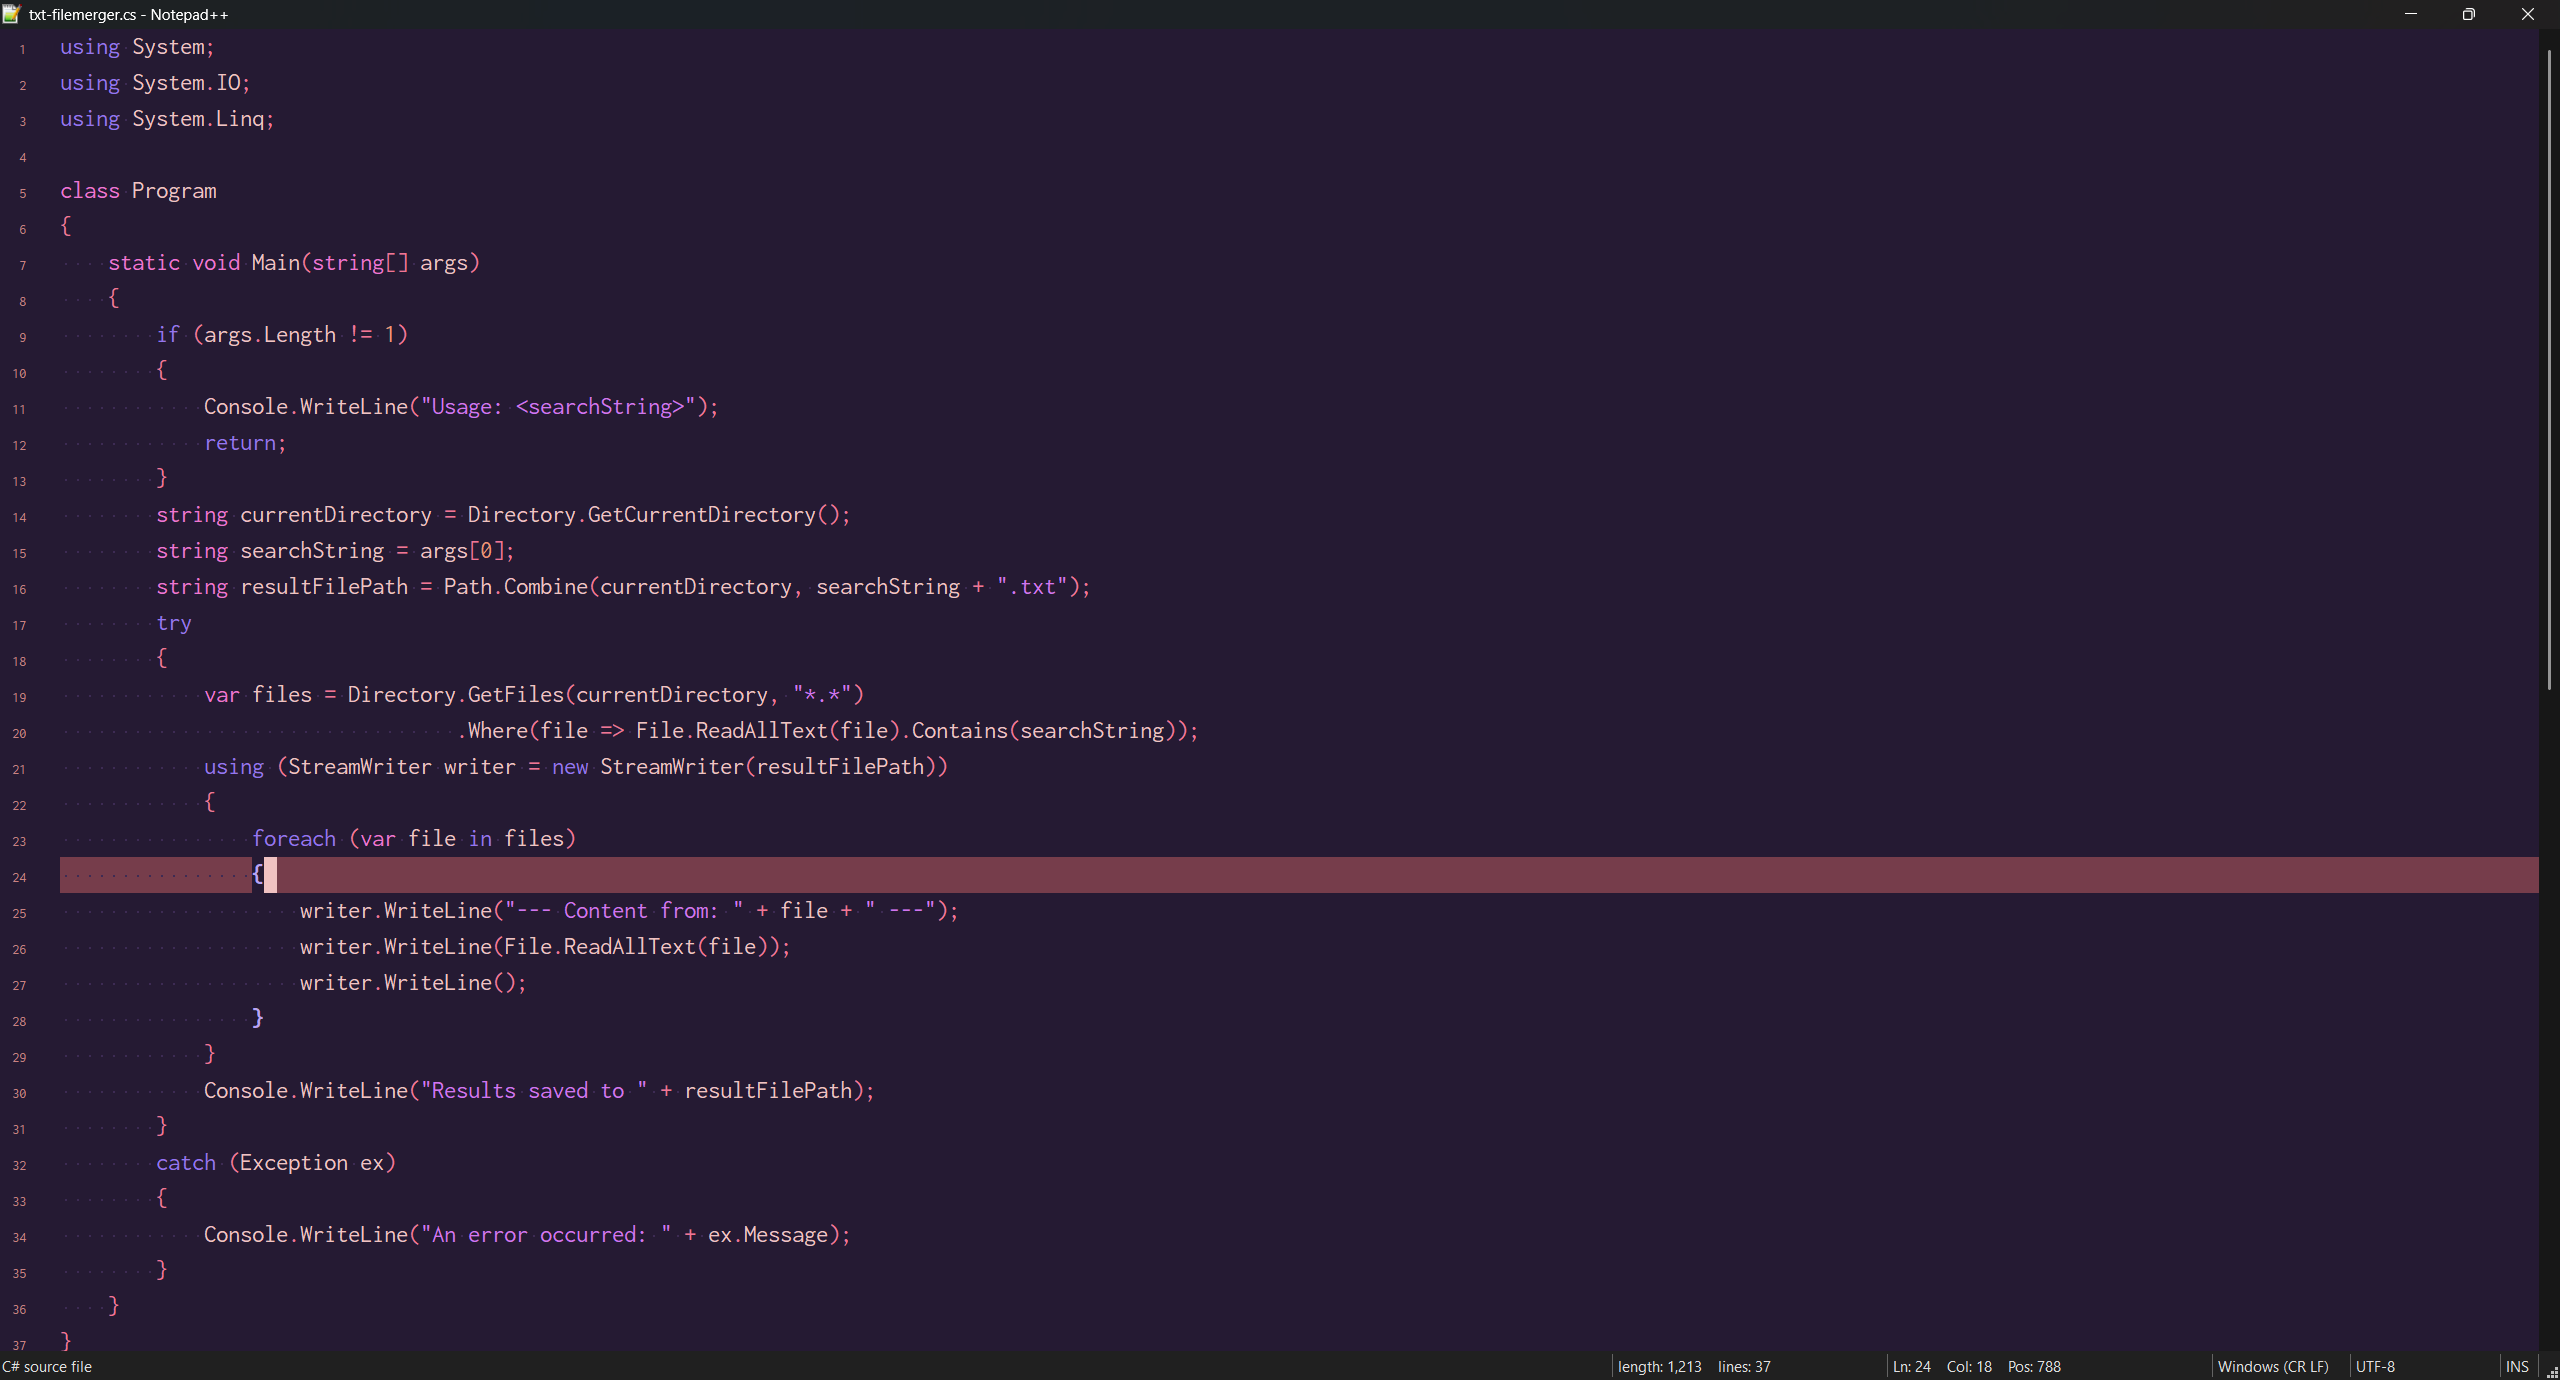 txt-filemerger.cs - Notepad++
1 using System;
2 using System.IO;
3 using System.Linq;
4
5 class Program
6 {
7     static void Main(string[] args)
8     {
9         if (args.Length != 1)
10         {
11             Console.WriteLine("Usage: <searchString>");
12             return;
13         }
14         string currentDirectory = Directory.GetCurrentDirectory();
15         string searchString = args[0];
16         string resultFilePath = Path.Combine(currentDirectory, searchString + ".txt");
17         try
18         {
19             var files = Directory.GetFiles(currentDirectory, "*.*")
20                                  .Where(file => File.ReadAllText(file).Contains(searchString));
21             using (StreamWriter writer = new StreamWriter(resultFilePath))
22             {
23                 foreach (var file in files)
24                 {
25                     writer.WriteLine("--- Content from: " + file + " ---");
26                     writer.WriteLine(File.ReadAllText(file));
27                     writer.WriteLine();
28                 }
29             }
30             Console.WriteLine("Results saved to " + resultFilePath);
31         }
32         catch (Exception ex)
33         {
34             Console.WriteLine("An error occurred: " + ex.Message);
35         }
36     }
37 }
C# source file length: 1,213 lines: 37 Ln: 24 Col: 18 Pos: 788 Windows (CR LF) UTF-8 INS